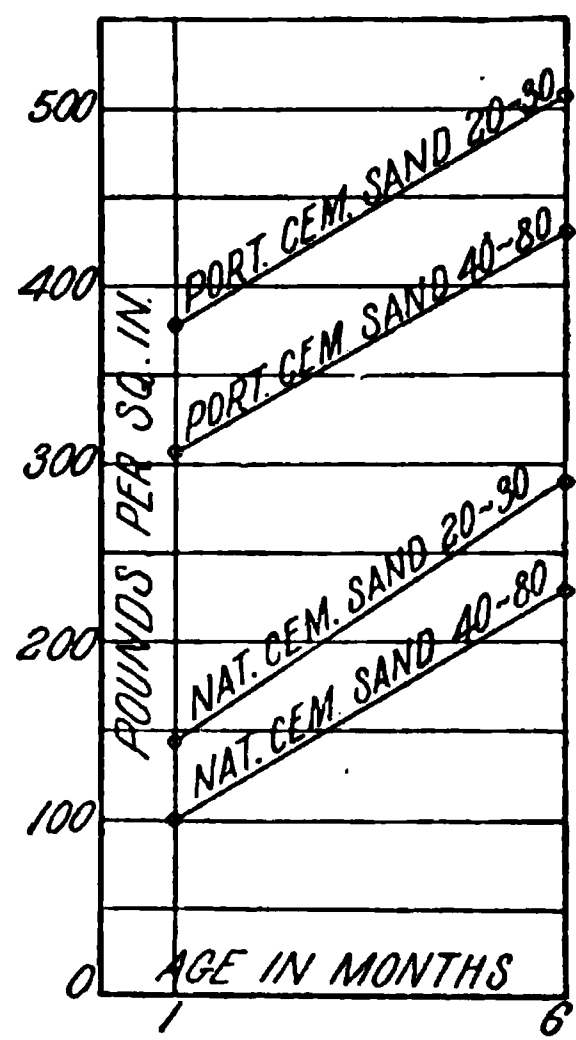 500
400
300
200
100
0
POUNDS PER SQ. IN.
PORT. CEM. SAND 20-30
PORT. CEM SAND 40-80
NAT. CEM. SAND 20-30
NAT. CEM. SAND 40-80
AGE IN MONTHS
1 6